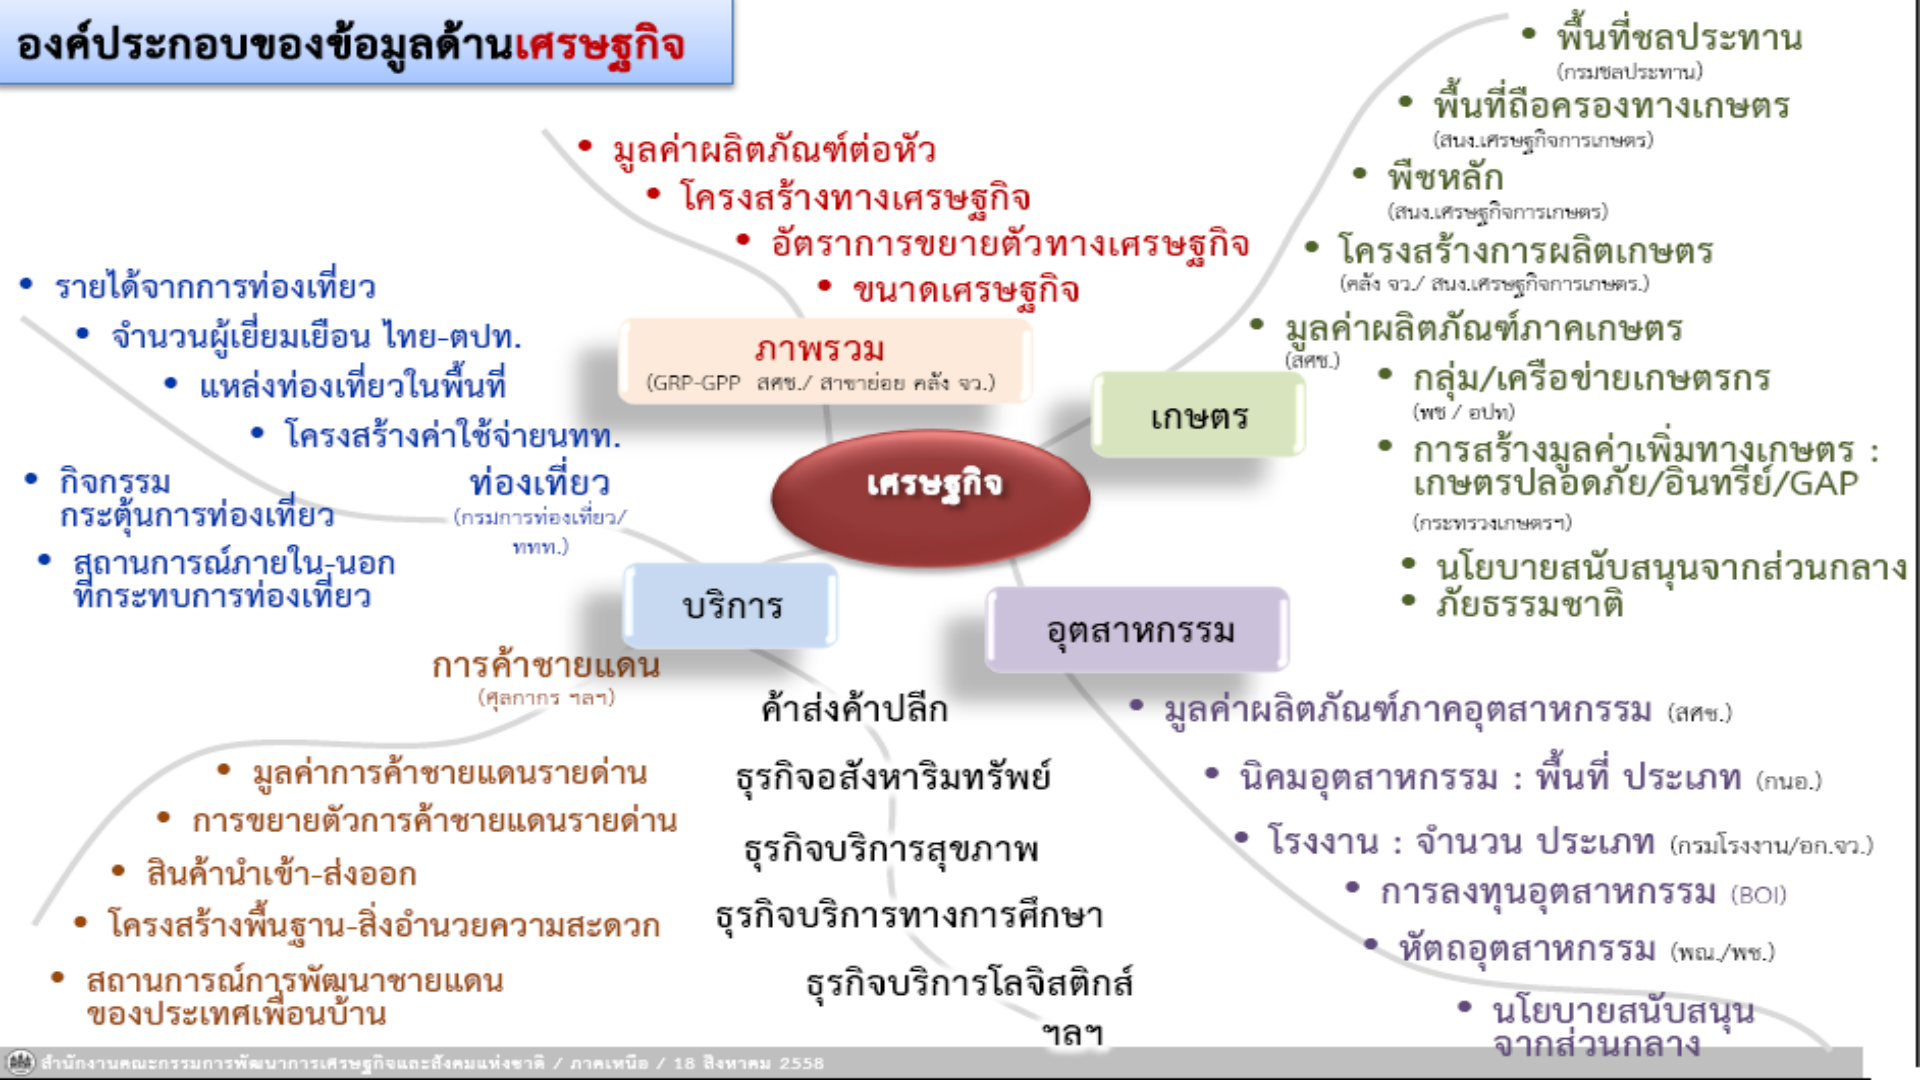 องค์ประกอบของข้อมูลด้านเศรษฐกิจ
• มูลค่าผลิตภัณฑ์ต่อหัว
• โครงสร้างทางเศรษฐกิจ
• อัตราการขยายตัวทางเศรษฐกิจ
• ขนาดเศรษฐกิจ
ภาพรวม
(GRP-GPP สศช./ สาขาย่อย คลัง จว.)
• พื้นที่ชลประทาน
(กรมชลประทาน)
• พื้นที่ถือครองทางเกษตร
(สนง.เศรษฐกิจการเกษตร)
• พืชหลัก
(สนง.เศรษฐกิจการเกษตร)
• โครงสร้างการผลิตเกษตร
(คลัง จว./ สนง.เศรษฐกิจการเกษตร.)
• มูลค่าผลิตภัณฑ์ภาคเกษตร
(สศช.)
• กลุ่ม/เครือข่ายเกษตรกร
(พช / อปท)
• การสร้างมูลค่าเพิ่มทางเกษตร :
เกษตรปลอดภัย/อินทรีย์/GAP
(กระทรวงเกษตรฯ)
• นโยบายสนับสนุนจากส่วนกลาง
• ภัยธรรมชาติ
เกษตร
เศรษฐกิจ
• รายได้จากการท่องเที่ยว
• จำนวนผู้เยี่ยมเยือน ไทย-ตปท.
• แหล่งท่องเที่ยวในพื้นที่
• โครงสร้างค่าใช้จ่ายนทท.
• กิจกรรม
กระตุ้นการท่องเที่ยว
• สถานการณ์ภายใน-นอก
ที่กระทบการท่องเที่ยว
ท่องเที่ยว
(กรมการท่องเที่ยว/
ททท.)
บริการ
อุตสาหกรรม
การค้าชายแดน
(ศุลกากร ฯลฯ)
• มูลค่าการค้าชายแดนรายด่าน
• การขยายตัวการค้าชายแดนรายด่าน
• สินค้านำเข้า-ส่งออก
• โครงสร้างพื้นฐาน-สิ่งอำนวยความสะดวก
• สถานการณ์การพัฒนาชายแดน
ของประเทศเพื่อนบ้าน
ค้าส่งค้าปลีก
ธุรกิจอสังหาริมทรัพย์
ธุรกิจบริการสุขภาพ
ธุรกิจบริการทางการศึกษา
ธุรกิจบริการโลจิสติกส์
ฯลฯ
• มูลค่าผลิตภัณฑ์ภาคอุตสาหกรรม (สศช.)
• นิคมอุตสาหกรรม : พื้นที่ ประเภท (กนอ.)
• โรงงาน : จำนวน ประเภท (กรมโรงงาน/อก.จว.)
• การลงทุนอุตสาหกรรม (BOI)
• หัตถอุตสาหกรรม (พณ./พช.)
• นโยบายสนับสนุน
จากส่วนกลาง
สำนักงานคณะกรรมการพัฒนาการเศรษฐกิจและสังคมแห่งชาติ / ภาคเหนือ / 18 สิงหาคม 2558